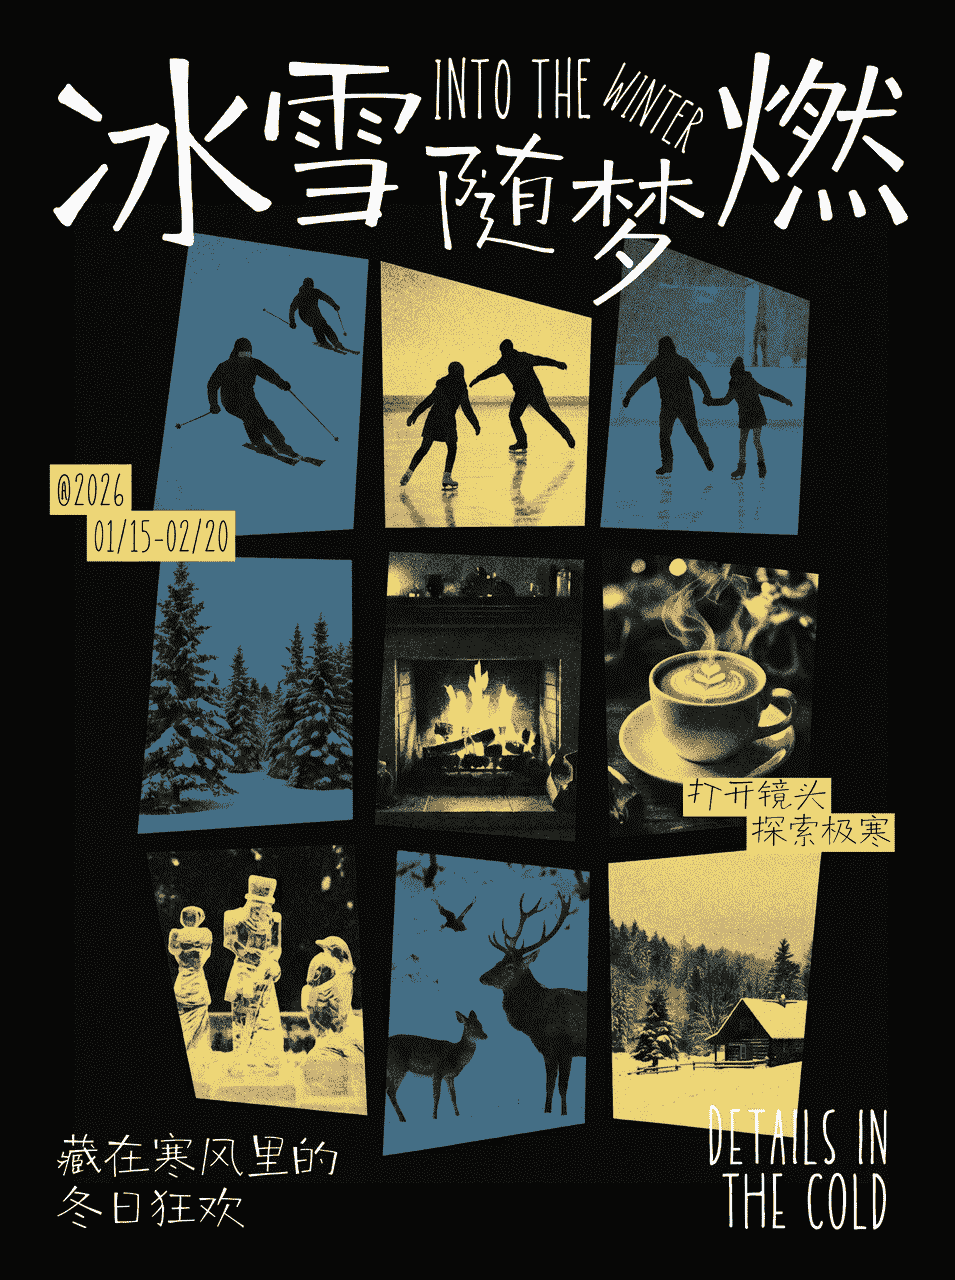 冰雪随梦燃
INTO THE WINTER
@2026
01/15-02/20
打开镜头
探索极寒
藏在寒风里的
冬日狂欢
DETAILS IN
THE COLD